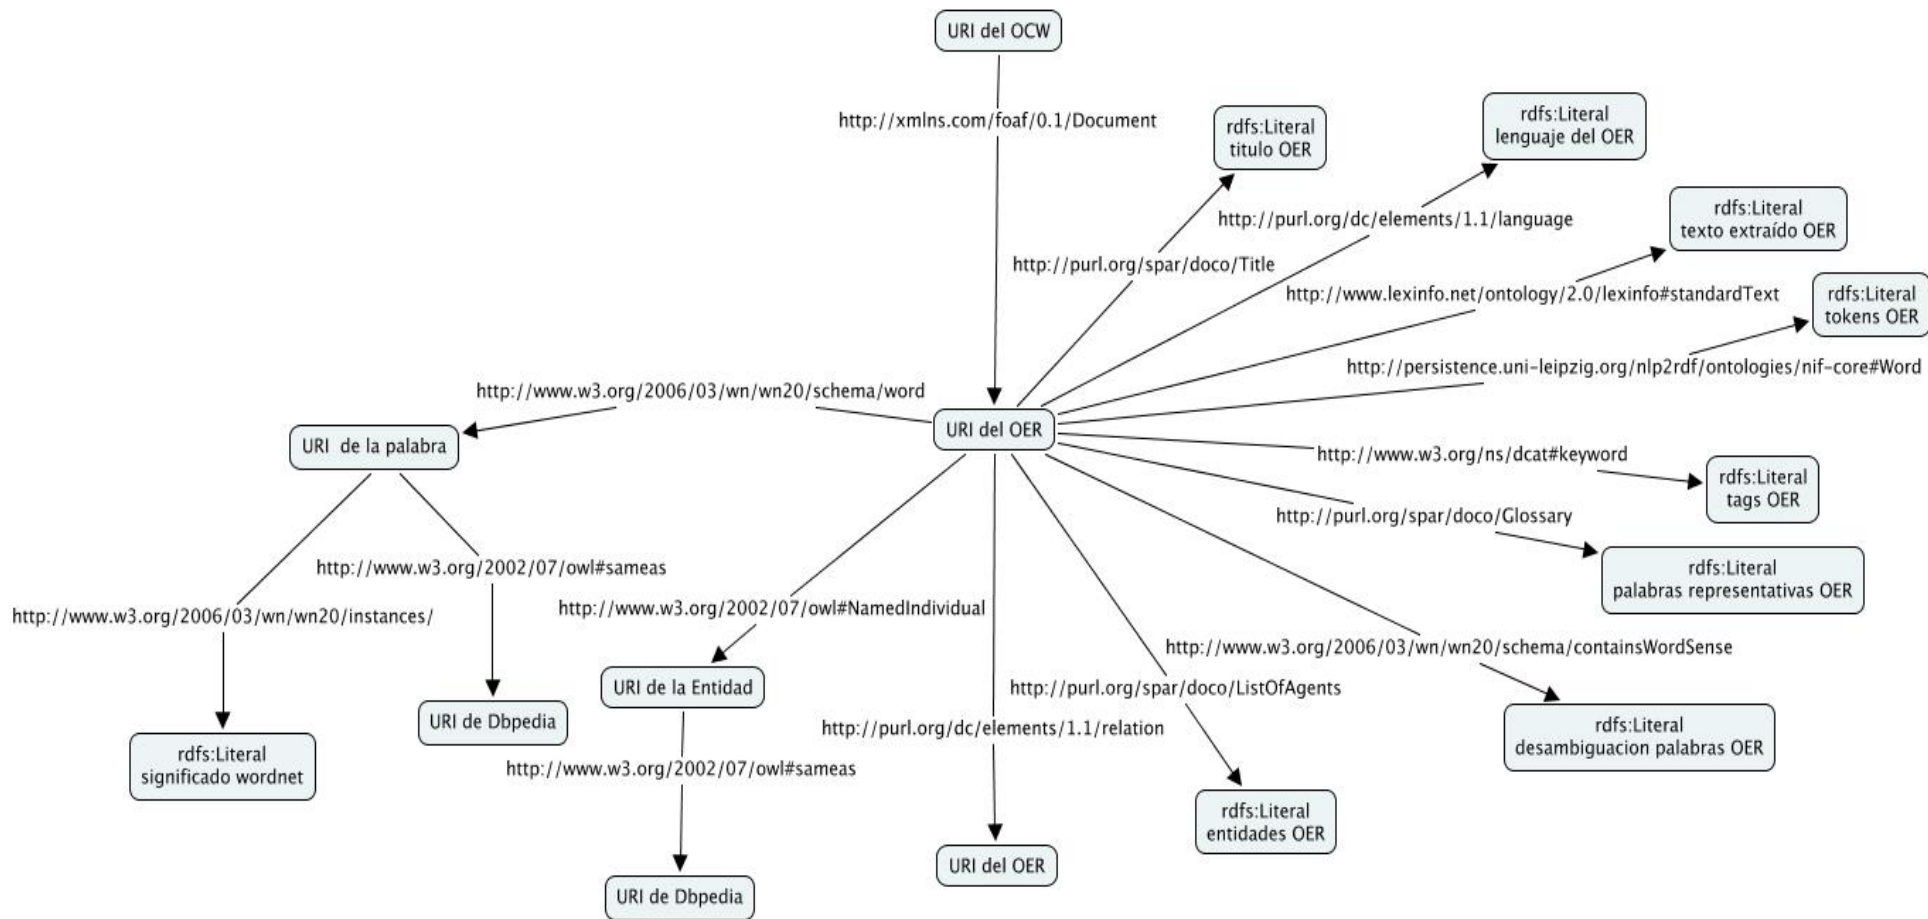 URI del OCW
http://xmlns.com/foaf/0.1/Document
rdfs:Literal
titulo OER
rdfs:Literal
lenguaje del OER
rdfs:Literal
texto extraído OER
http://purl.org/dc/elements/1.1/language
http://purl.org/spar/doco/Title
http://www.lexinfo.net/ontology/2.0/lexinfo#standardText
rdfs:Literal
tokens OER
http://persistence.uni-leipzig.org/nlp2rdf/ontologies/nif-core#Word
http://www.w3.org/2006/03/wn/wn20/schema/word
URI del OER
URI de la palabra
http://www.w3.org/ns/dcat#keyword
rdfs:Literal
tags OER
http://purl.org/spar/doco/Glossary
rdfs:Literal
palabras representativas OER
http://www.w3.org/2002/07/owl#sameas
http://www.w3.org/2006/03/wn/wn20/instances/
http://www.w3.org/2002/07/owl#NamedIndividual
http://www.w3.org/2006/03/wn/wn20/schema/containsWordSense
URI de la Entidad
http://purl.org/spar/doco/ListOfAgents
URI de Dbpedia
http://purl.org/dc/elements/1.1/relation
rdfs:Literal
desambiguacion palabras OER
rdfs:Literal
significado wordnet
http://www.w3.org/2002/07/owl#sameas
rdfs:Literal
entidades OER
URI del OER
URI de Dbpedia